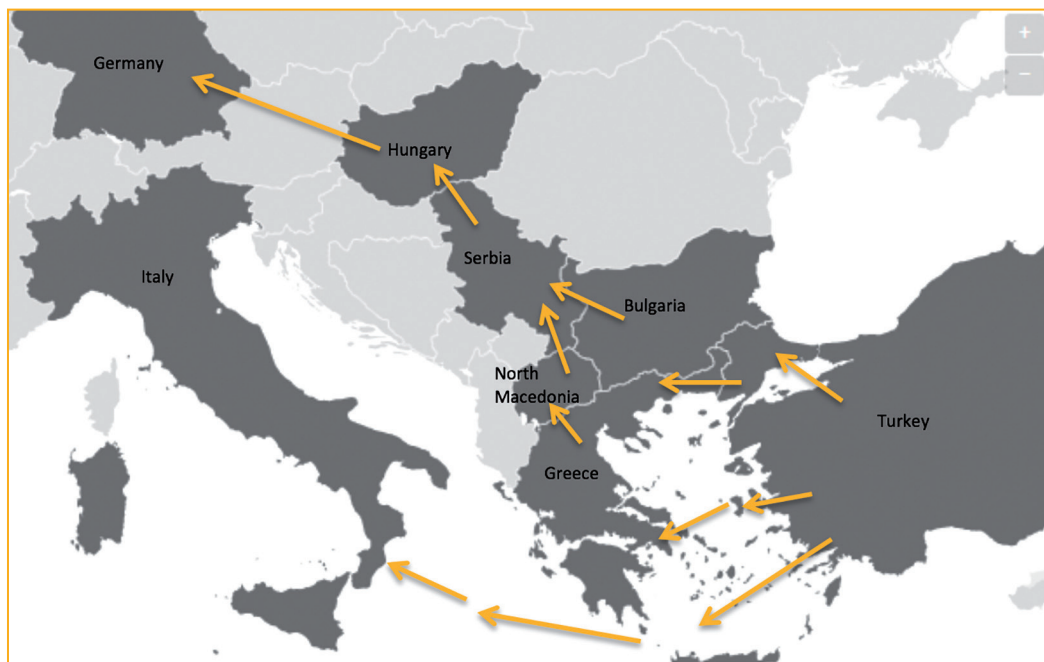 +
−
Germany
Hungary
Serbia
Italy
Bulgaria
North
Macedonia
Turkey
Greece